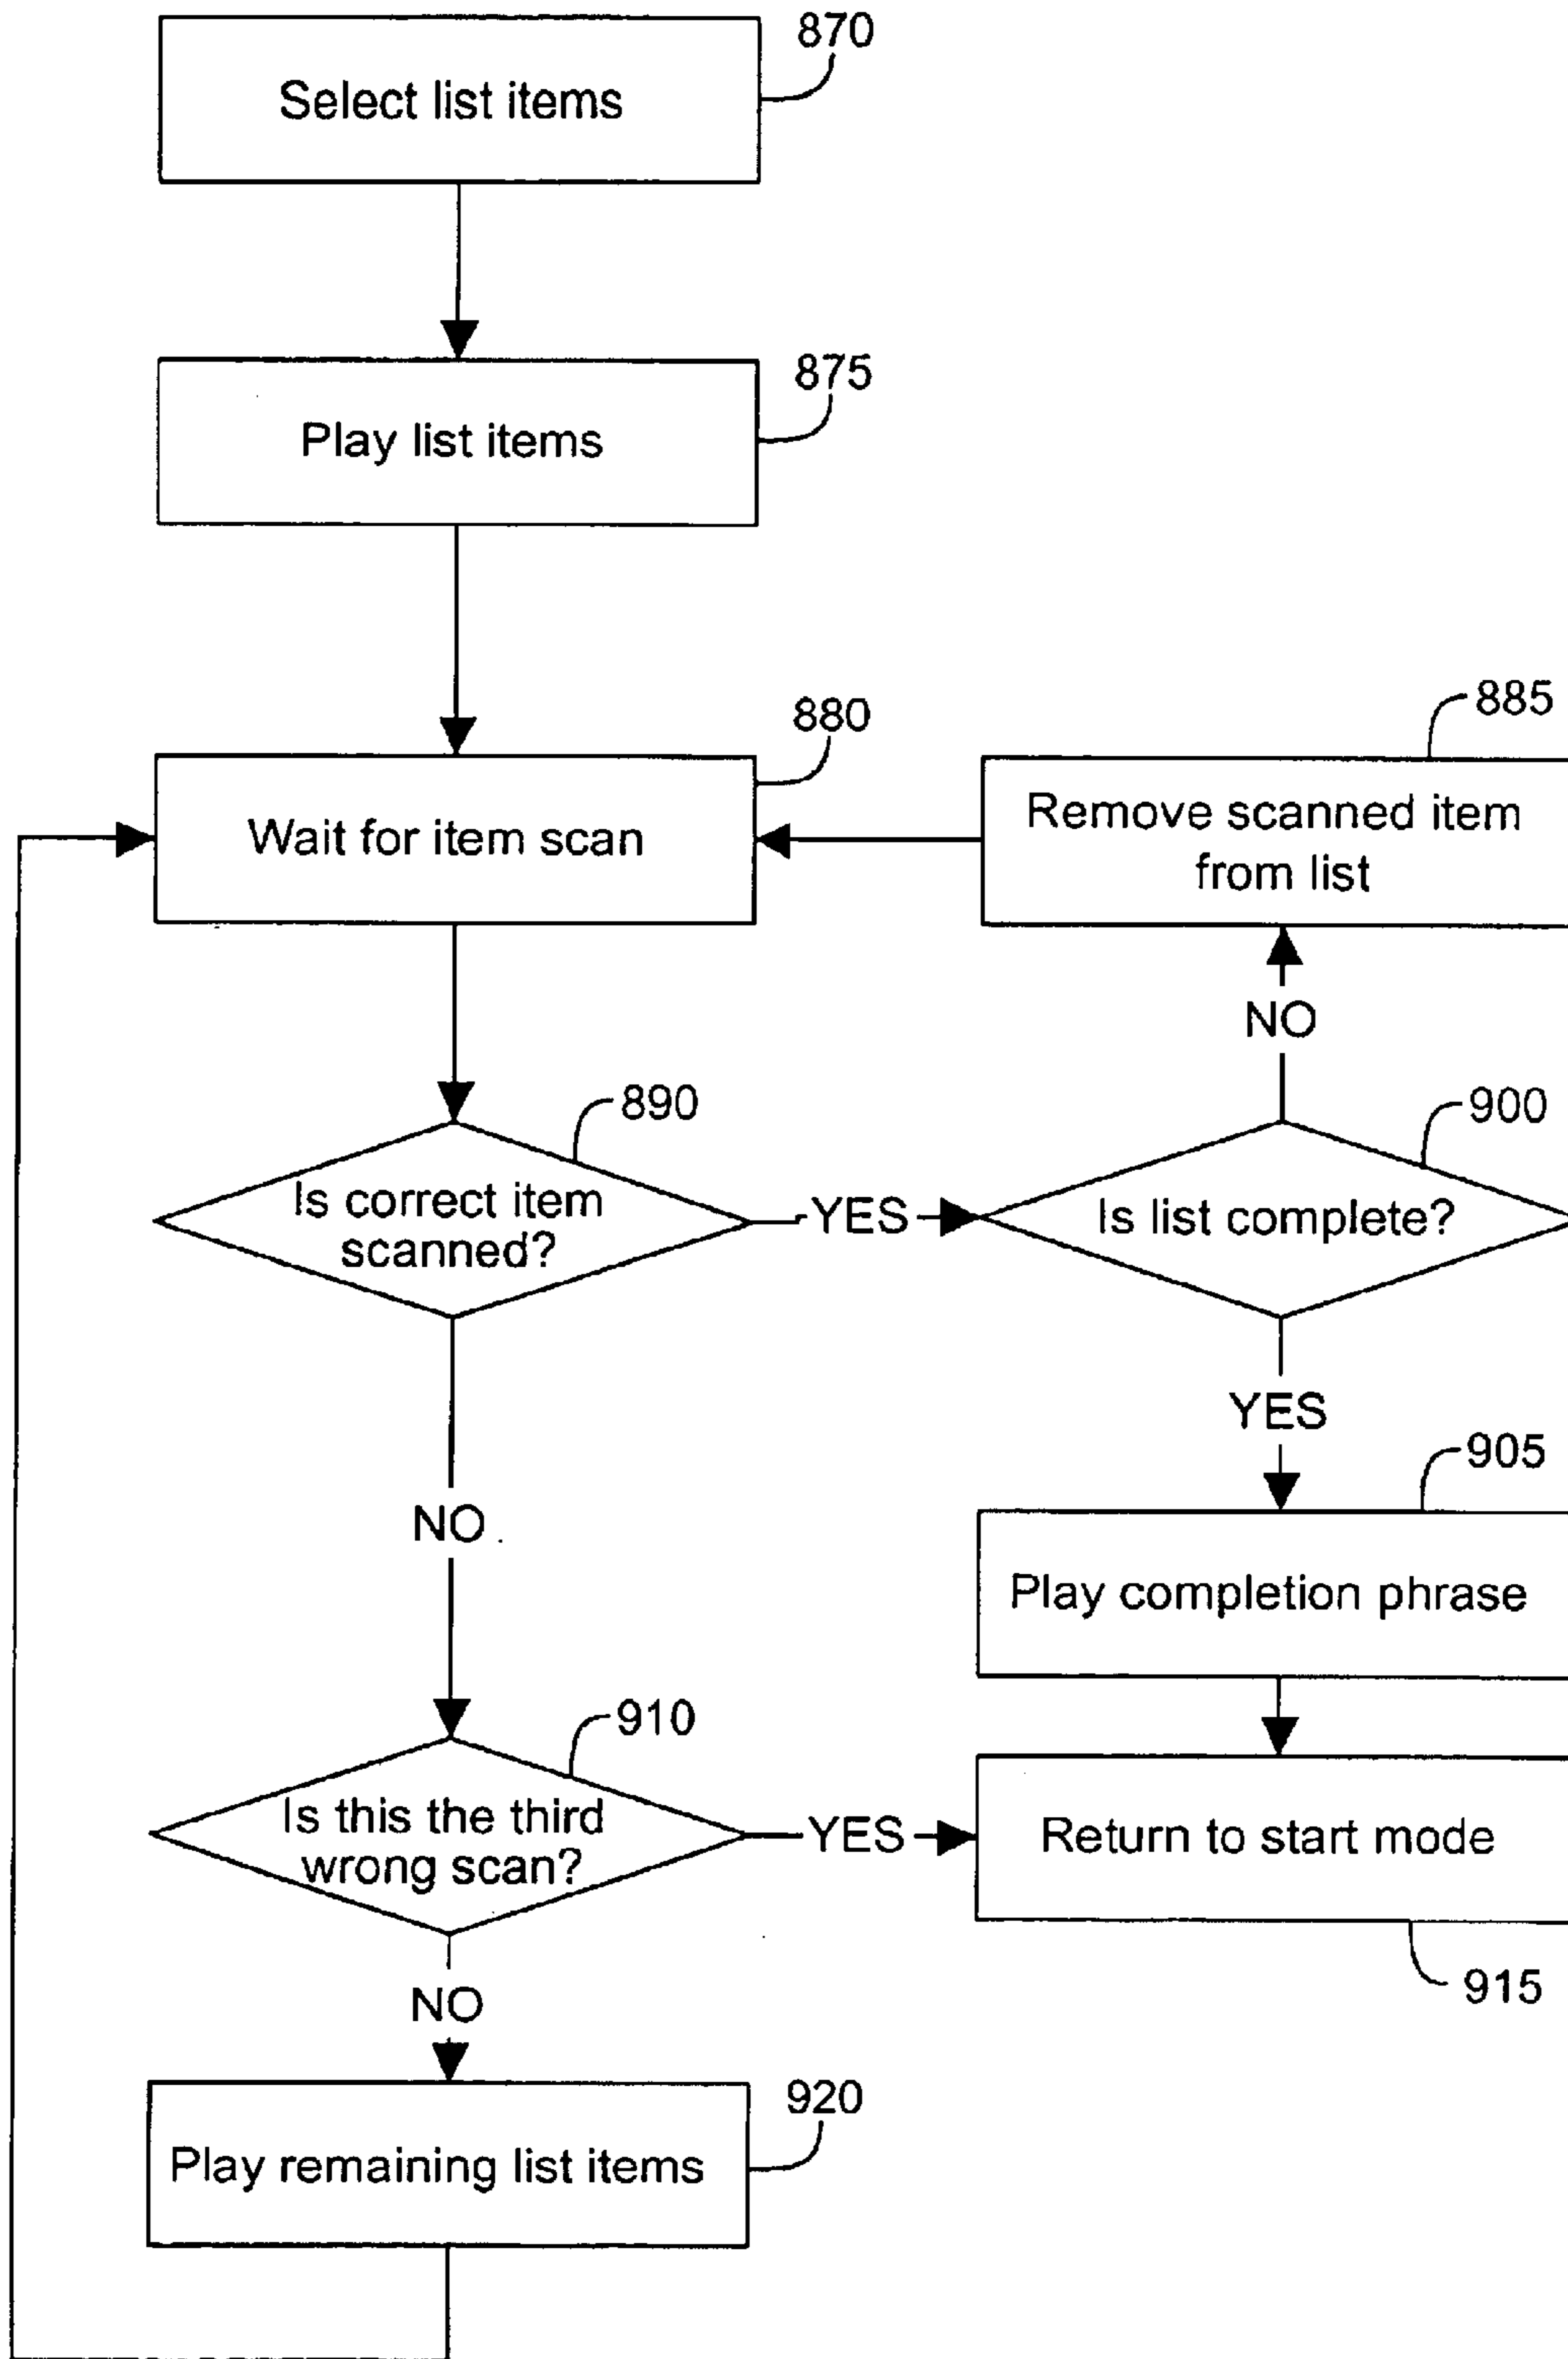 870
Select list items
875
Play list items
880
885
Wait for item scan
Remove scanned item
from list
NO
890
900
Is correct item
scanned?
YES
Is list complete?
NO
YES
905
Play completion phrase
910
Is this the third
wrong scan?
YES
Return to start mode
915
NO
920
Play remaining list items